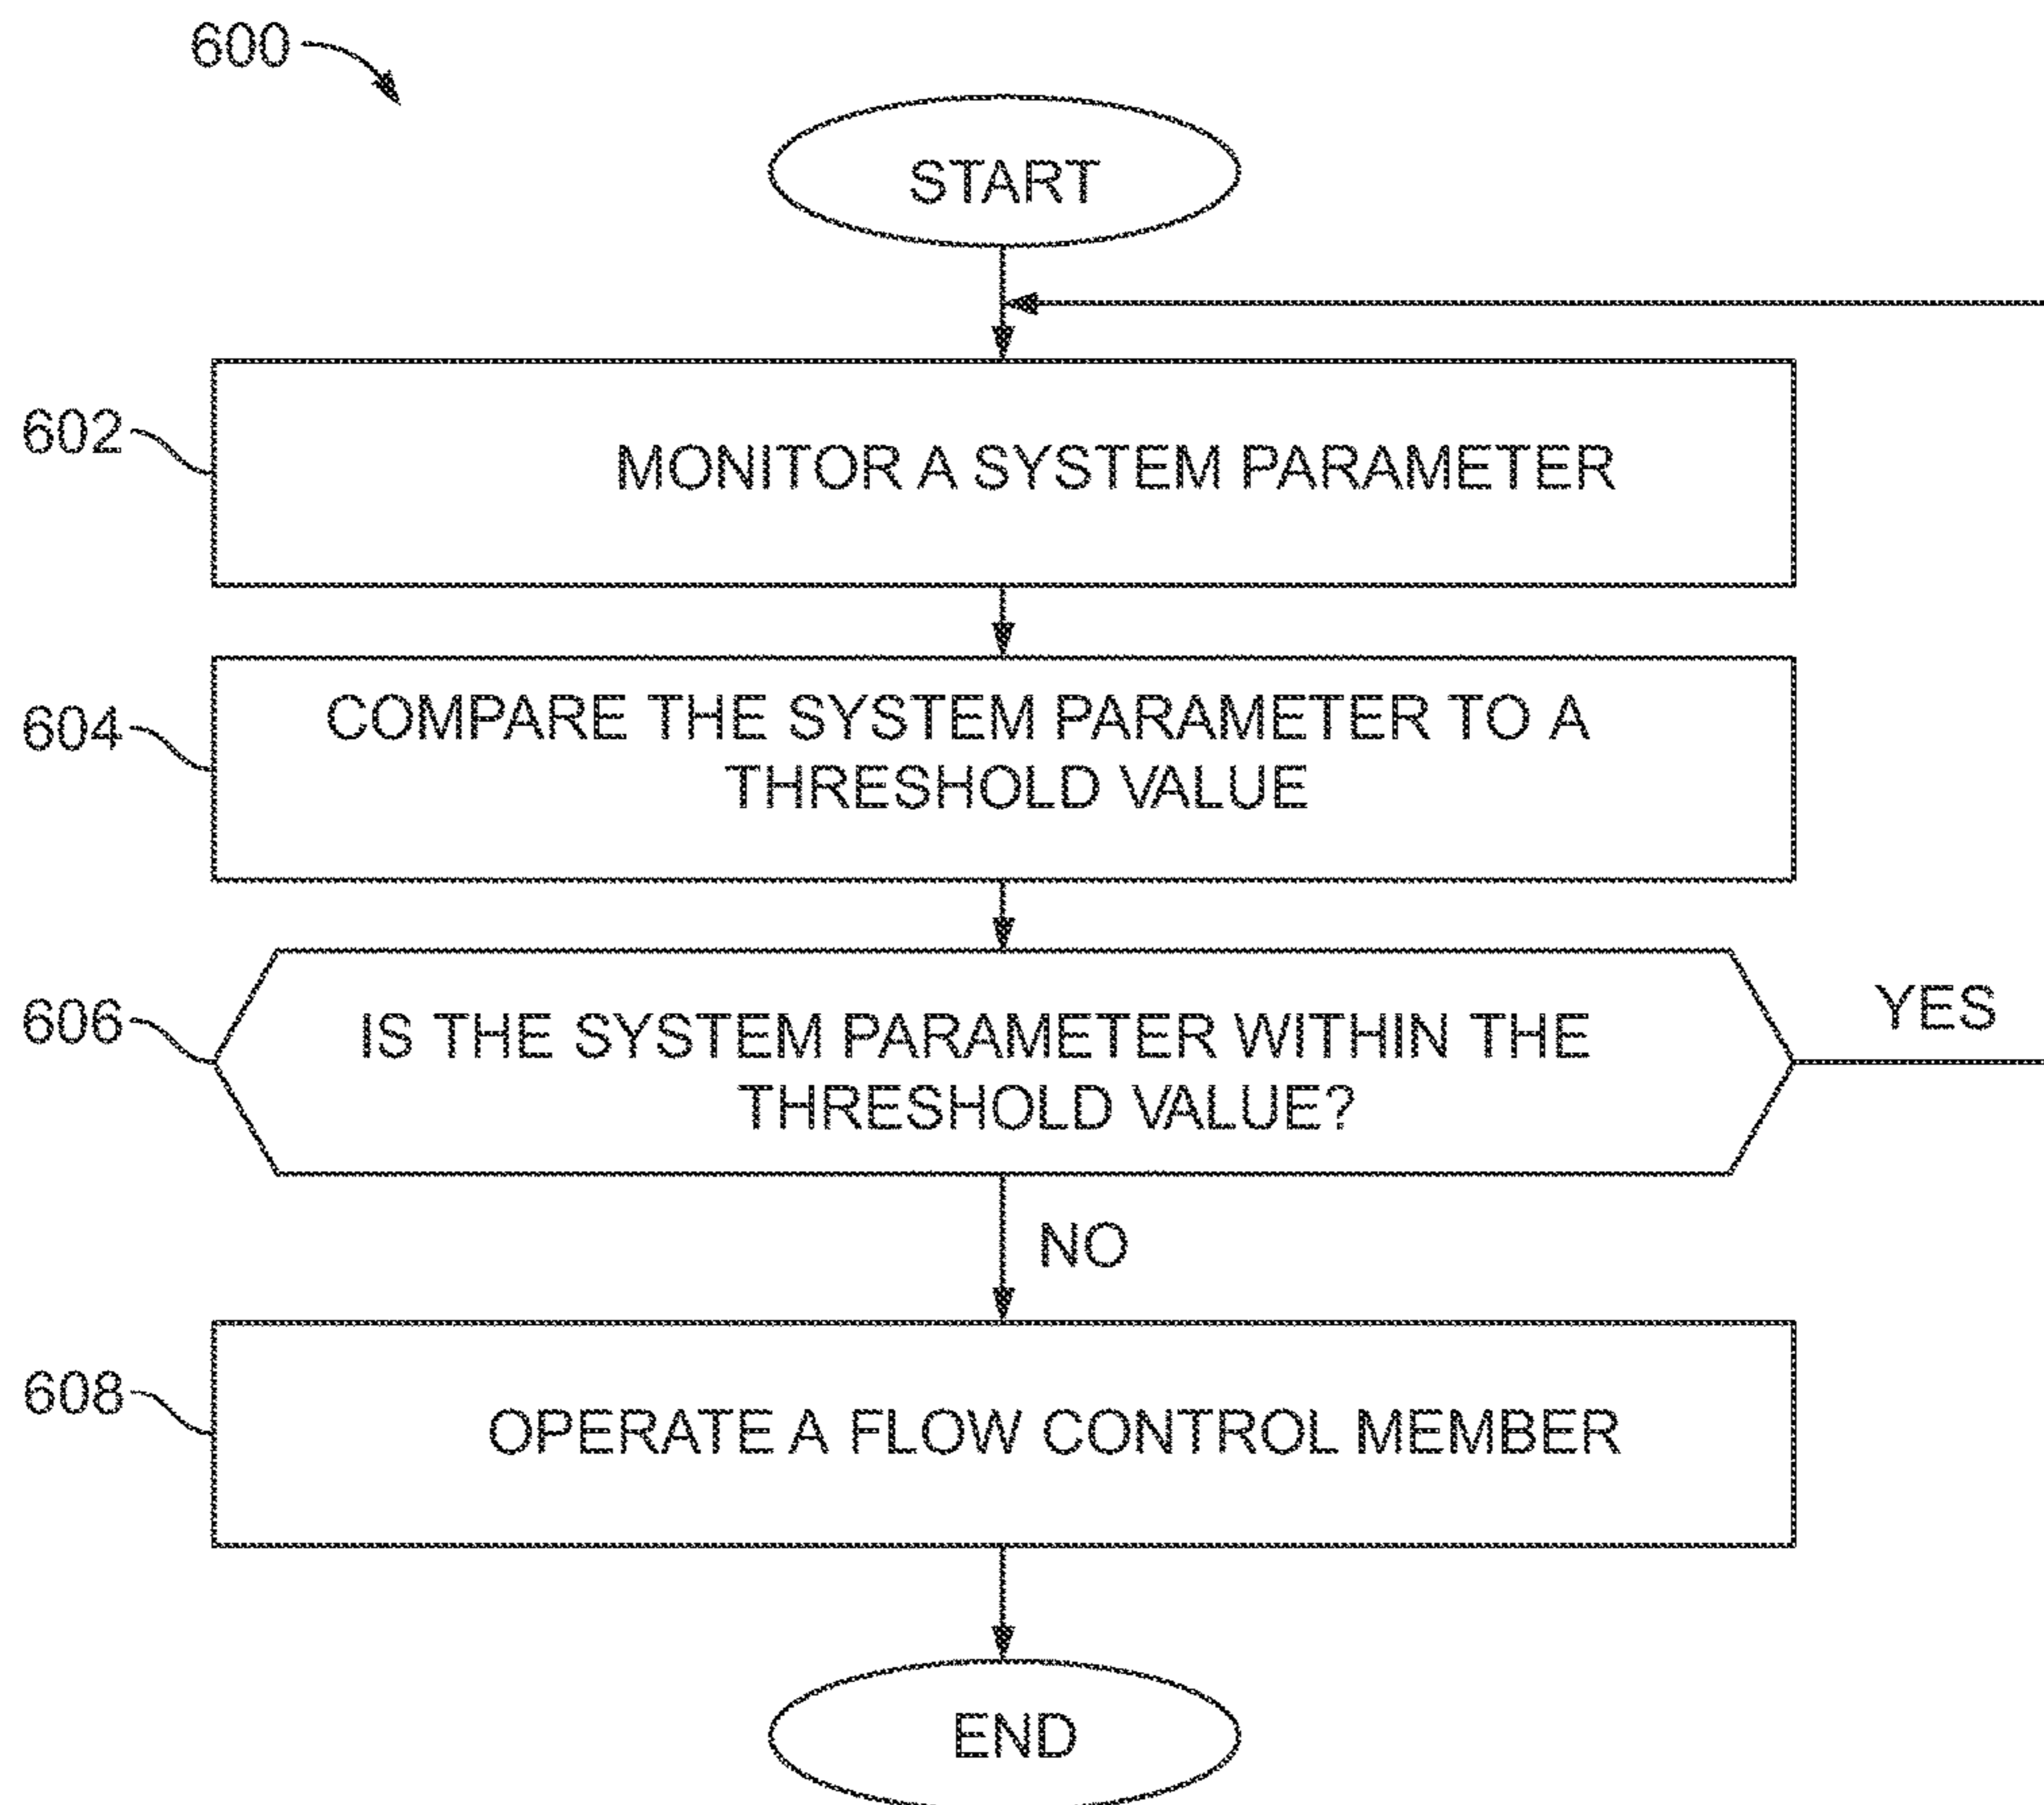 600
START
602
MONITOR A SYSTEM PARAMETER
604
COMPARE THE SYSTEM PARAMETER TO A
THRESHOLD VALUE
606
IS THE SYSTEM PARAMETER WITHIN THE
THRESHOLD VALUE?
YES
NO
608
OPERATE A FLOW CONTROL MEMBER
END